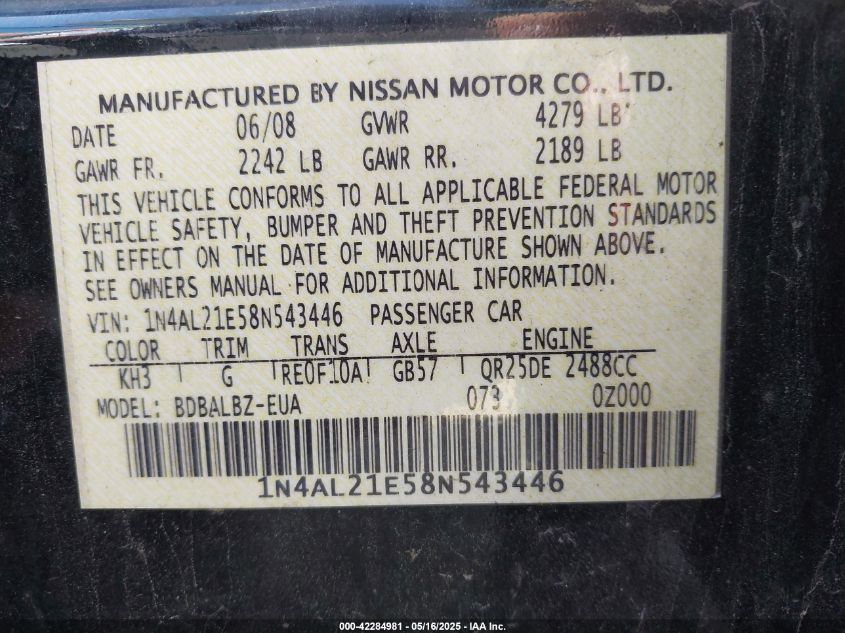 MANUFACTURED BY NISSAN MOTOR CO., LTD.
DATE 06/08 GVWR 4279 LB
GAWR FR. 2242 LB GAWR RR. 2189 LB
THIS VEHICLE CONFORMS TO ALL APPLICABLE FEDERAL MOTOR
VEHICLE SAFETY, BUMPER AND THEFT PREVENTION STANDARDS
IN EFFECT ON THE DATE OF MANUFACTURE SHOWN ABOVE.
SEE OWNERS MANUAL FOR ADDITIONAL INFORMATION.
VIN: 1N4AL21E58N543446 PASSENGER CAR
COLOR TRIM TRANS AXLE ENGINE
KH3 G RE0F10A GB57 QR25DE 2488CC
MODEL: BDBALBZ-EUA 073 0Z000
1N4AL21E58N543446
000-42284981 - 05/16/2025 - IAA Inc.